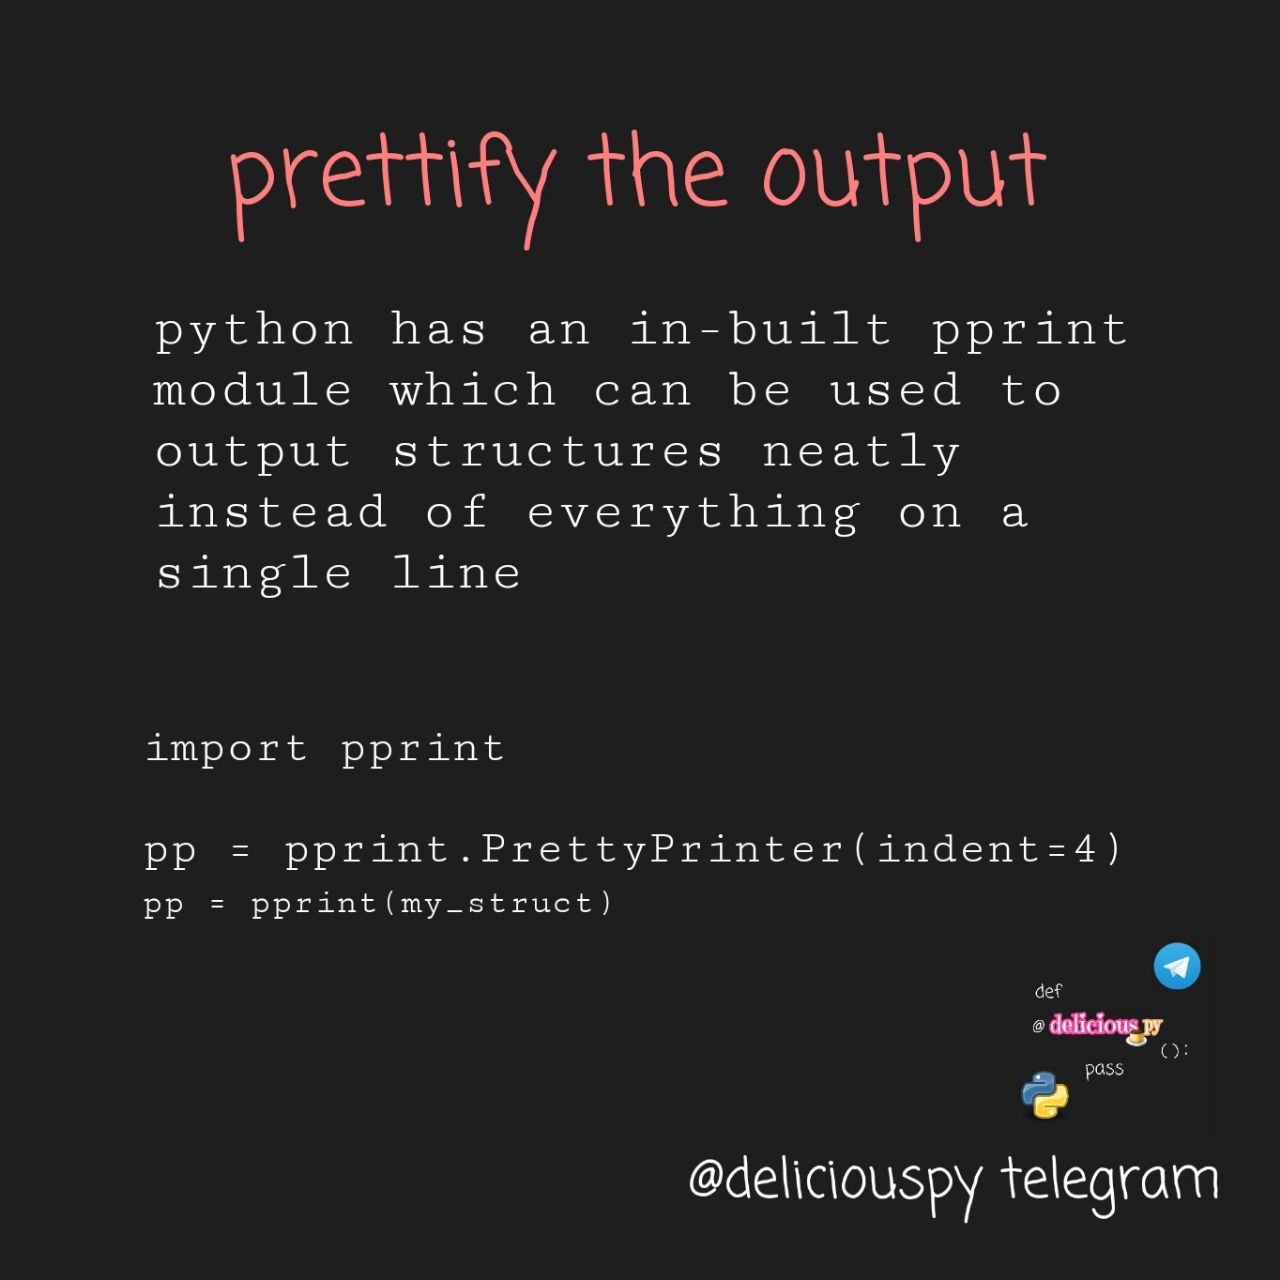 prettify the output
python has an in-built pprint
module which can be used to
output structures neatly
instead of everything on a
single line
import pprint
pp = pprint.PrettyPrinter(indent=4)
pp = pprint(my_struct)
def
@ delicious py
():
pass
@deliciouspy telegram